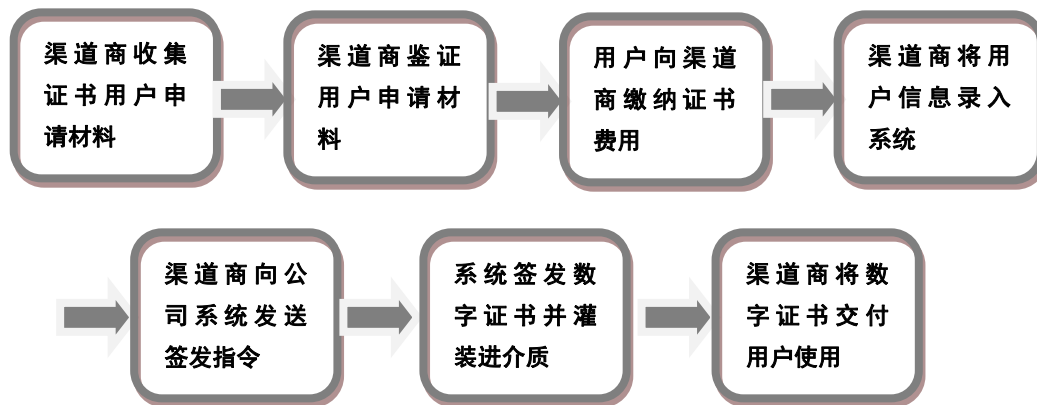 渠道商收集
证书用户申
请材料
渠道商鉴证
用户申请材
料
用户向渠道
商缴纳证书
费用
渠道商将用
户信息录入
系统
渠道商向公
司系统发送
签发指令
系统签发数
字证书并灌
装进介质
渠道商将数
字证书交付
用户使用